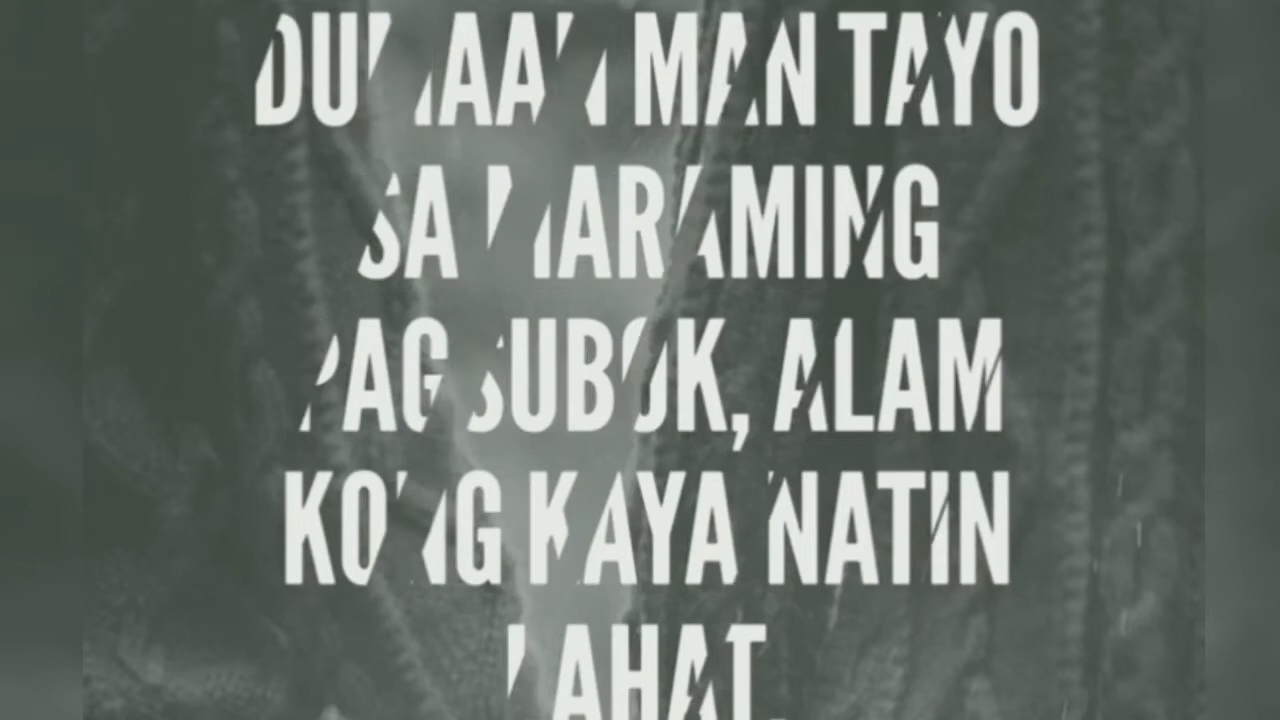 DUMAAN MAN TAYO
SA MARAMING
PAG SUBOK, ALAM
KONG KAYA NATIN
LAHAT.